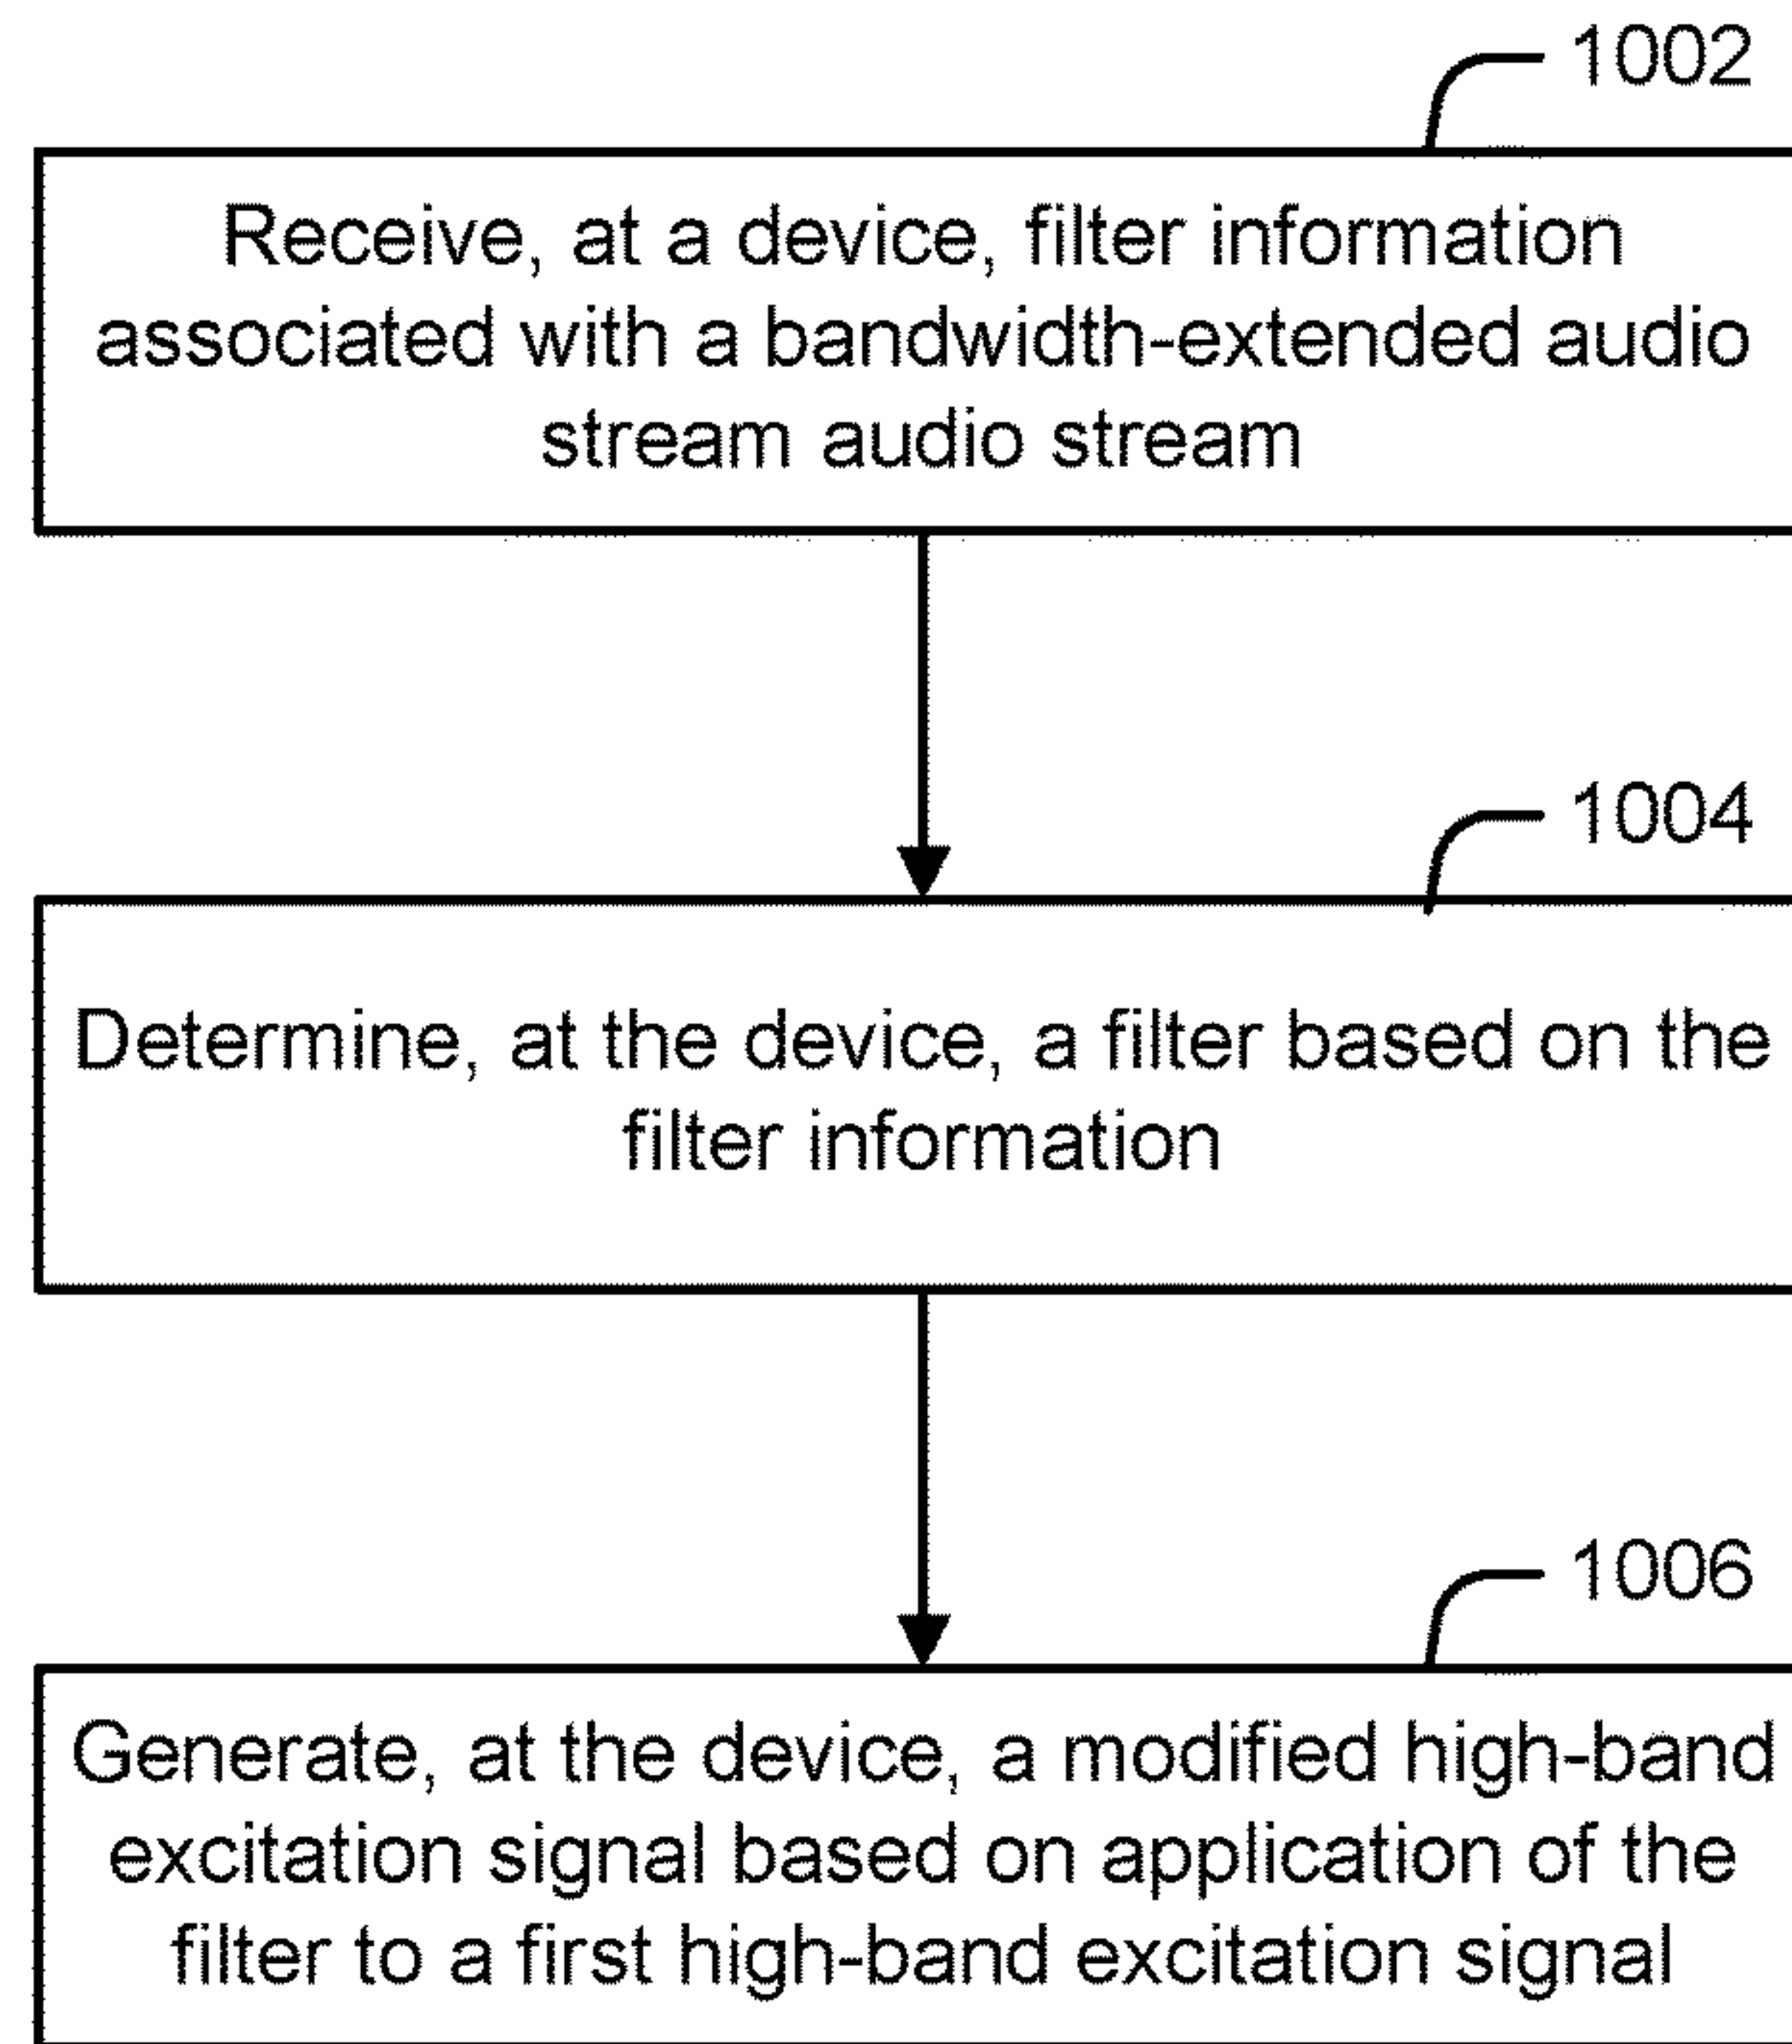 1002
Receive, at a device, filter information
associated with a bandwidth-extended audio
stream audio stream
1004
Determine, at the device, a filter based on the
filter information
1006
Generate, at the device, a modified high-band
excitation signal based on application of the
filter to a first high-band excitation signal